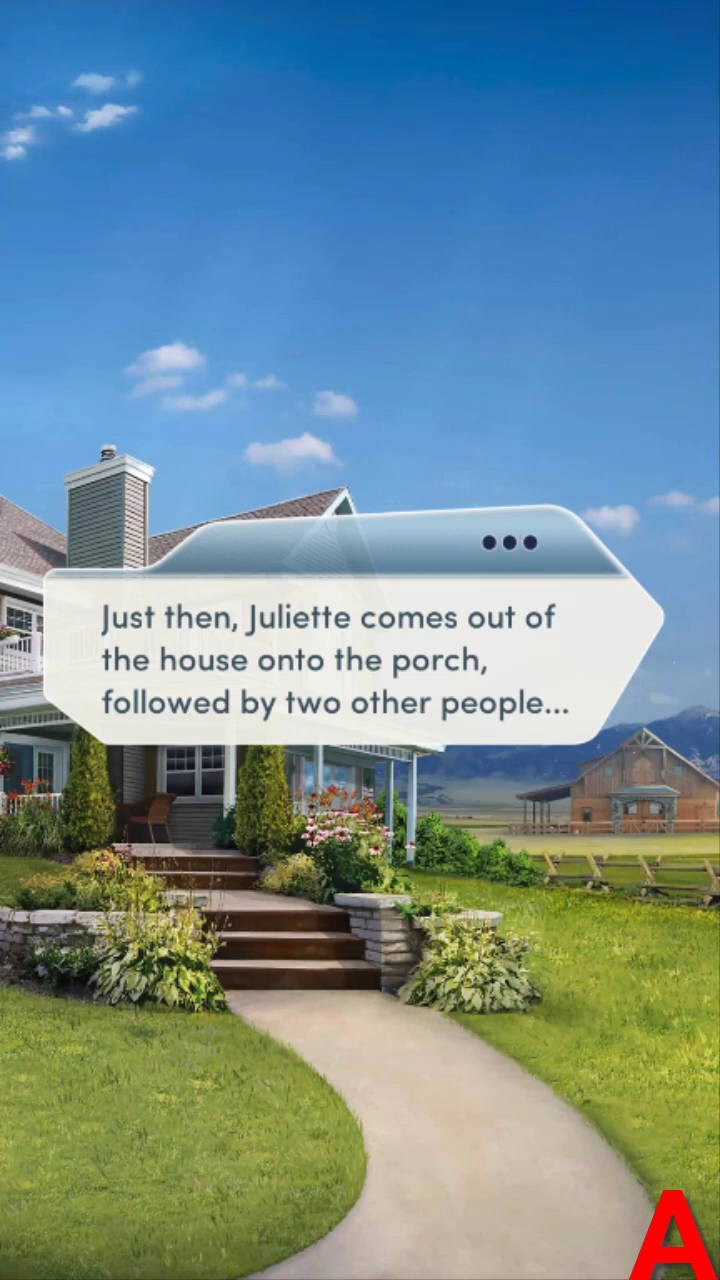 Just then, Juliette comes out of
the house onto the porch,
followed by two other people...
A